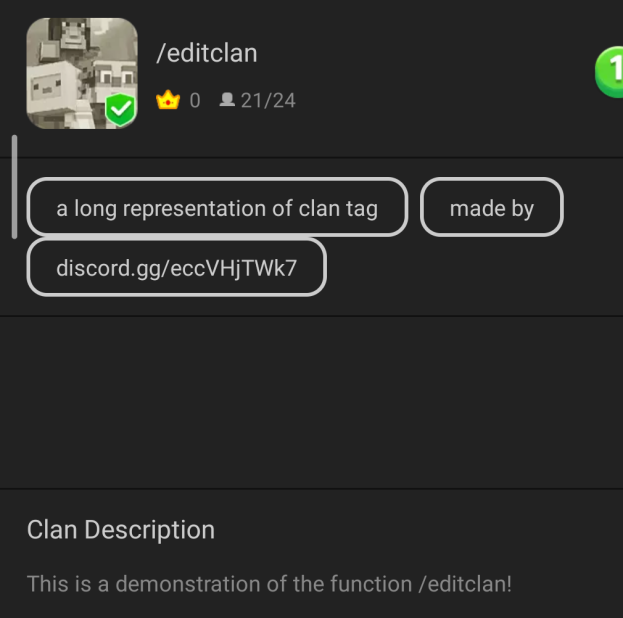 /editclan
0 21/24
1
a long representation of clan tag made by
discord.gg/eccVHjTWk7
Clan Description
This is a demonstration of the function /editclan!